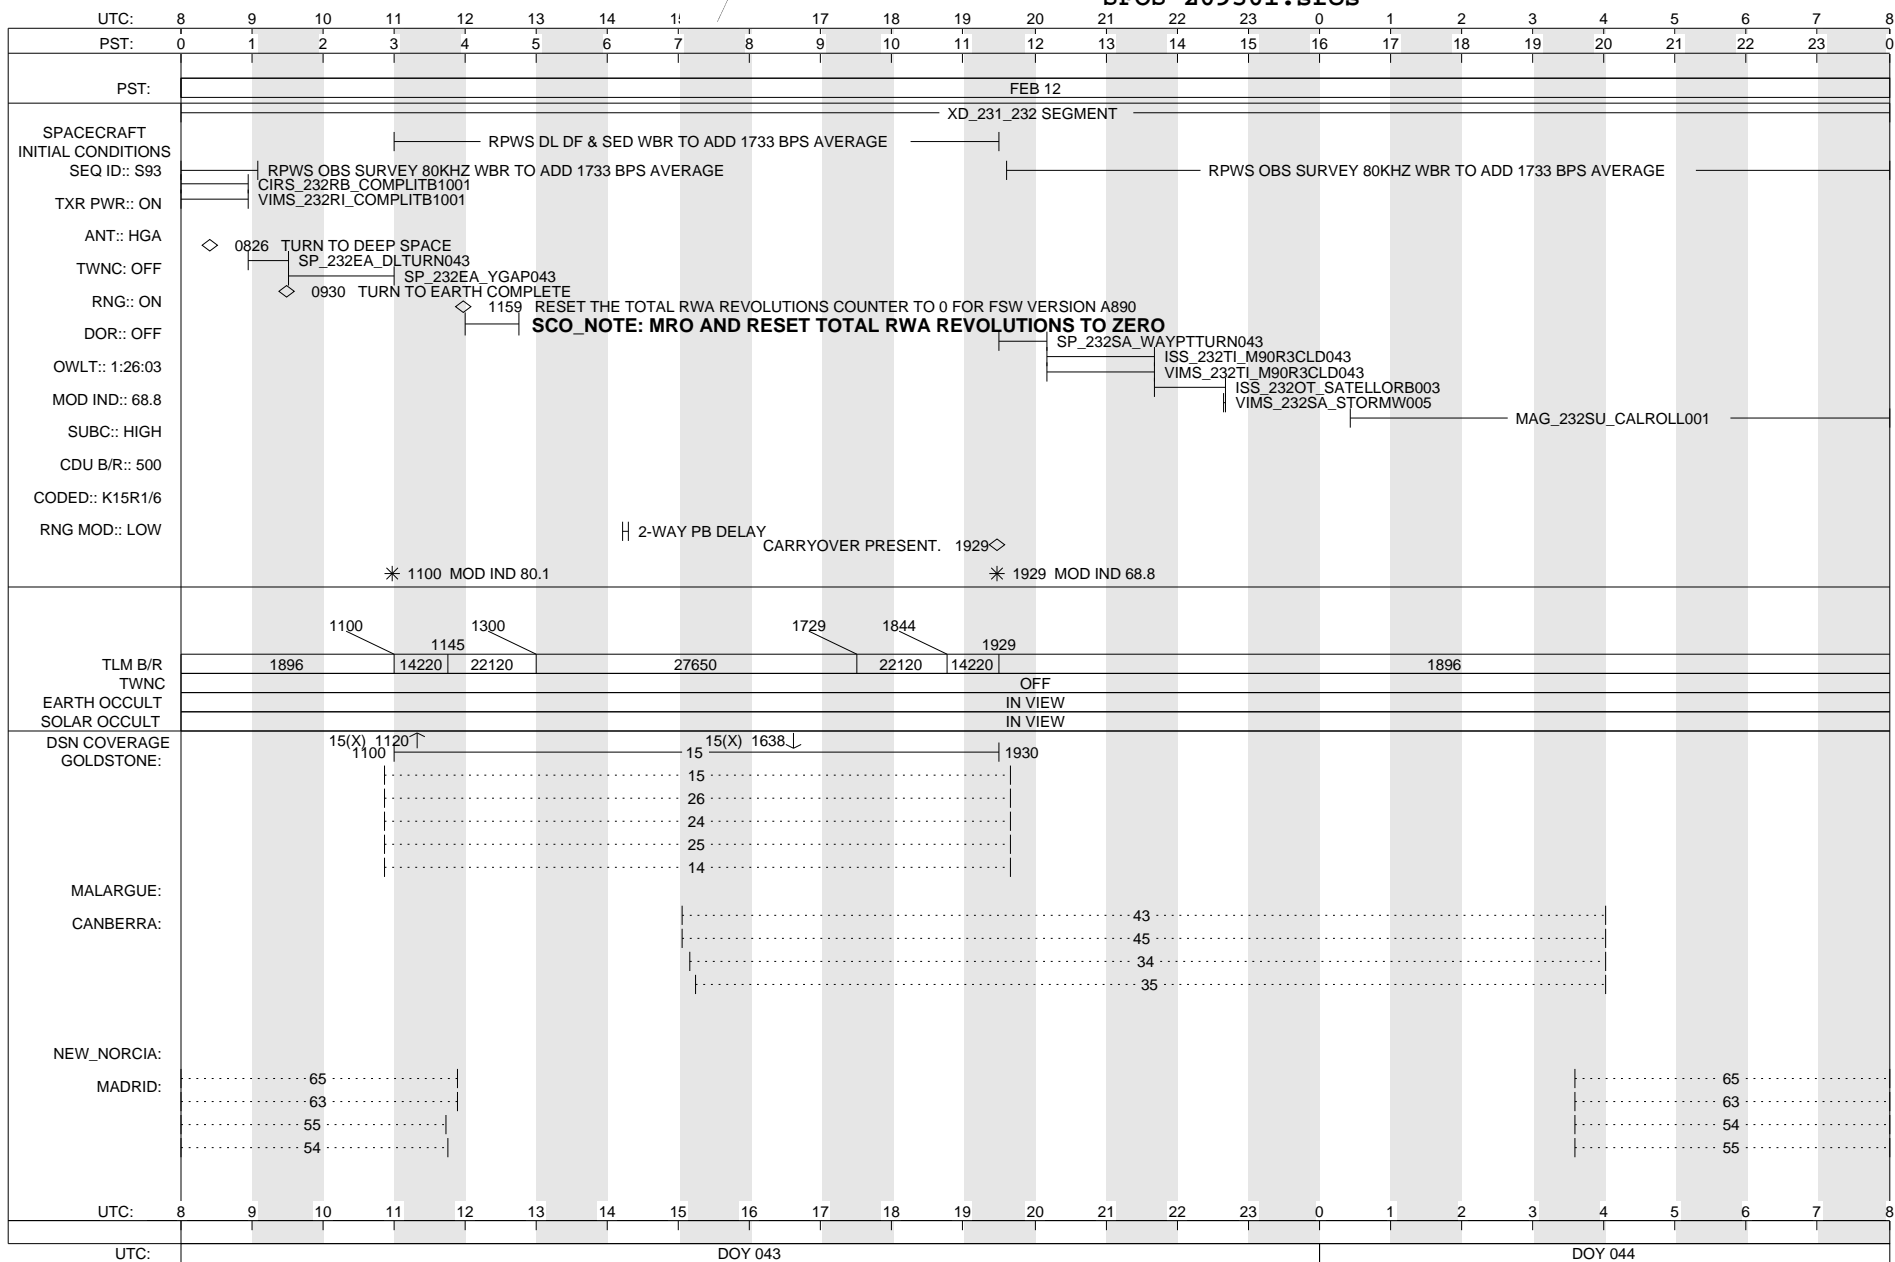 UTC: 8 9 10 11 12 13 14 17 18 19 20 21 22 23 0 1 2 3 4 5 6 7 8
PST: 0 1 2 3 4 5 6 7 8 9 10 11 12 13 14 15 16 17 18 19 20 21 22 23 0
PST: FEB 12
XD_231_232 SEGMENT
SPACECRAFT
INITIAL CONDITIONS
RPWS DL DF & SED WBR TO ADD 1733 BPS AVERAGE
SEQ ID:: S93
RPWS OBS SURVEY 80KHZ WBR TO ADD 1733 BPS AVERAGE
RPWS OBS SURVEY 80KHZ WBR TO ADD 1733 BPS AVERAGE
CIRS_232RB_COMPLITB1001
VIMS_232RI_COMPLITB1001
TXR PWR:: ON
ANT:: HGA
0826 TURN TO DEEP SPACE
SP_232EA_DLTURN043
TWNC: OFF
SP_232EA_YGAP043
0930 TURN TO EARTH COMPLETE
RNG:: ON
1159 RESET THE TOTAL RWA REVOLUTIONS COUNTER TO 0 FOR FSW VERSION A890
SCO_NOTE: MRO AND RESET TOTAL RWA REVOLUTIONS TO ZERO
DOR:: OFF
SP_232SA_WAYPTTURN043
ISS_232TI_M90R3CLD043
OWLT:: 1:26:03
VIMS_232TI_M90R3CLD043
ISS_232OT_SATELLORB003
MOD IND:: 68.8
VIMS_232SA_STORMW005
MAG_232SU_CALROLL001
SUBC:: HIGH
CDU B/R:: 500
CODED:: K15R1/6
RNG MOD:: LOW
2-WAY PB DELAY
CARRYOVER PRESENT. 1929
1100 MOD IND 80.1
1929 MOD IND 68.8
1100 1300 1729 1844
1145 1929
TLM B/R 1896 14220 22120 27650 22120 14220 1896
TWNC OFF
EARTH OCCULT IN VIEW
SOLAR OCCULT IN VIEW
DSN COVERAGE 15(X) 1120 15(X) 1638
GOLDSTONE: 1100 15 1930
15
26
24
25
14
MALARGUE:
43
CANBERRA:
45
34
35
NEW_NORCIA:
65 65
MADRID:
63 63
55 54
54 55
UTC: 8 9 10 11 12 13 14 15 16 17 18 19 20 21 22 23 0 1 2 3 4 5 6 7 8
UTC: DOY 043 DOY 044